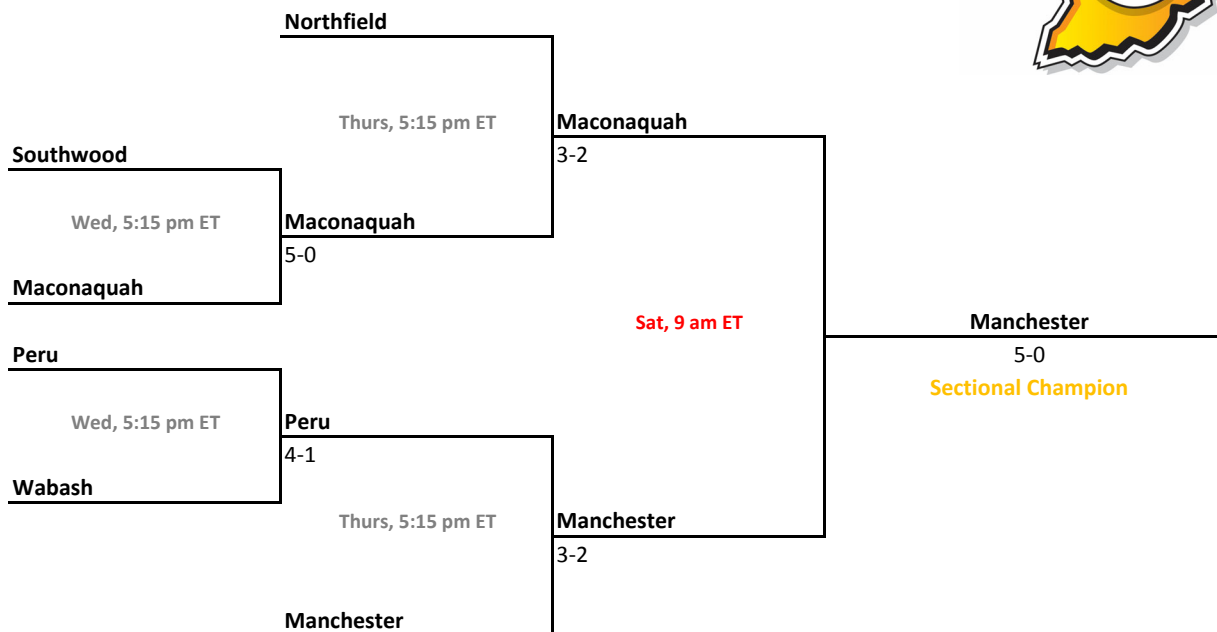 Northfield
Thurs, 5:15 pm ET
Maconaquah
3-2
Southwood
Wed, 5:15 pm ET
Maconaquah
5-0
Maconaquah
Sat, 9 am ET
Manchester
5-0
Sectional Champion
Peru
Wed, 5:15 pm ET
Peru
4-1
Wabash
Thurs, 5:15 pm ET
Manchester
3-2
Manchester